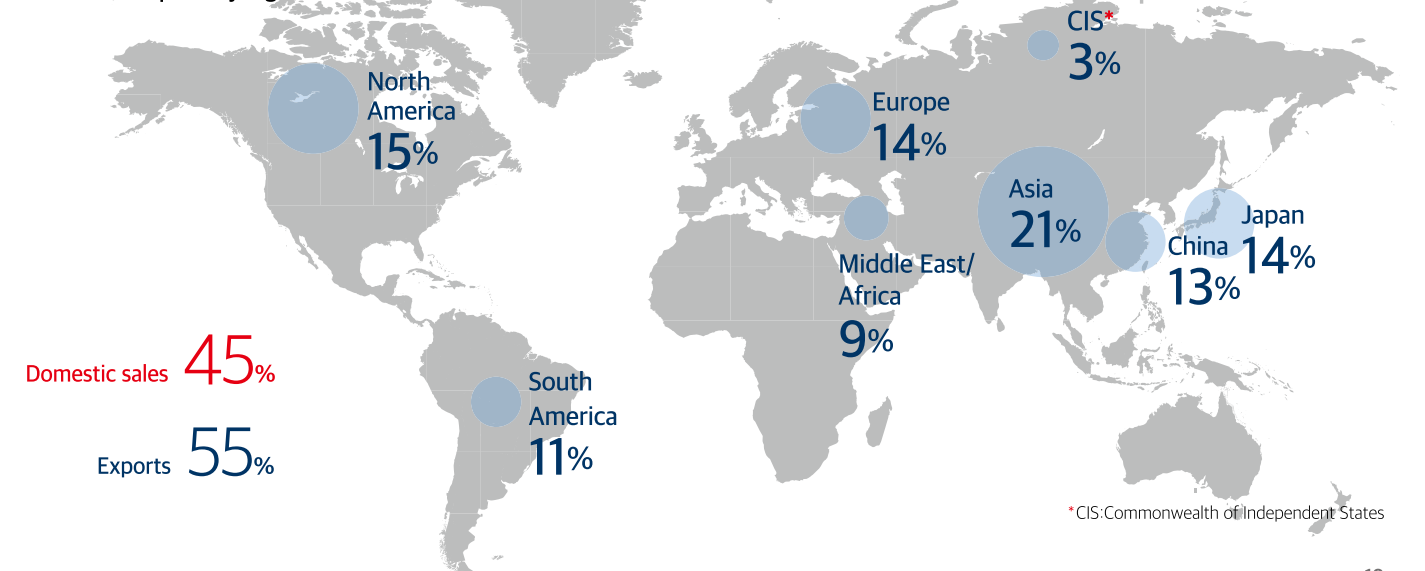 CIS*
3%
North
America
15%
Europe
14%
Asia
21%
Japan
14%
China
13%
Middle East/
Africa
9%
Domestic sales 45%
South
America
11%
Exports 55%
*CIS:Commonwealth of Independent States